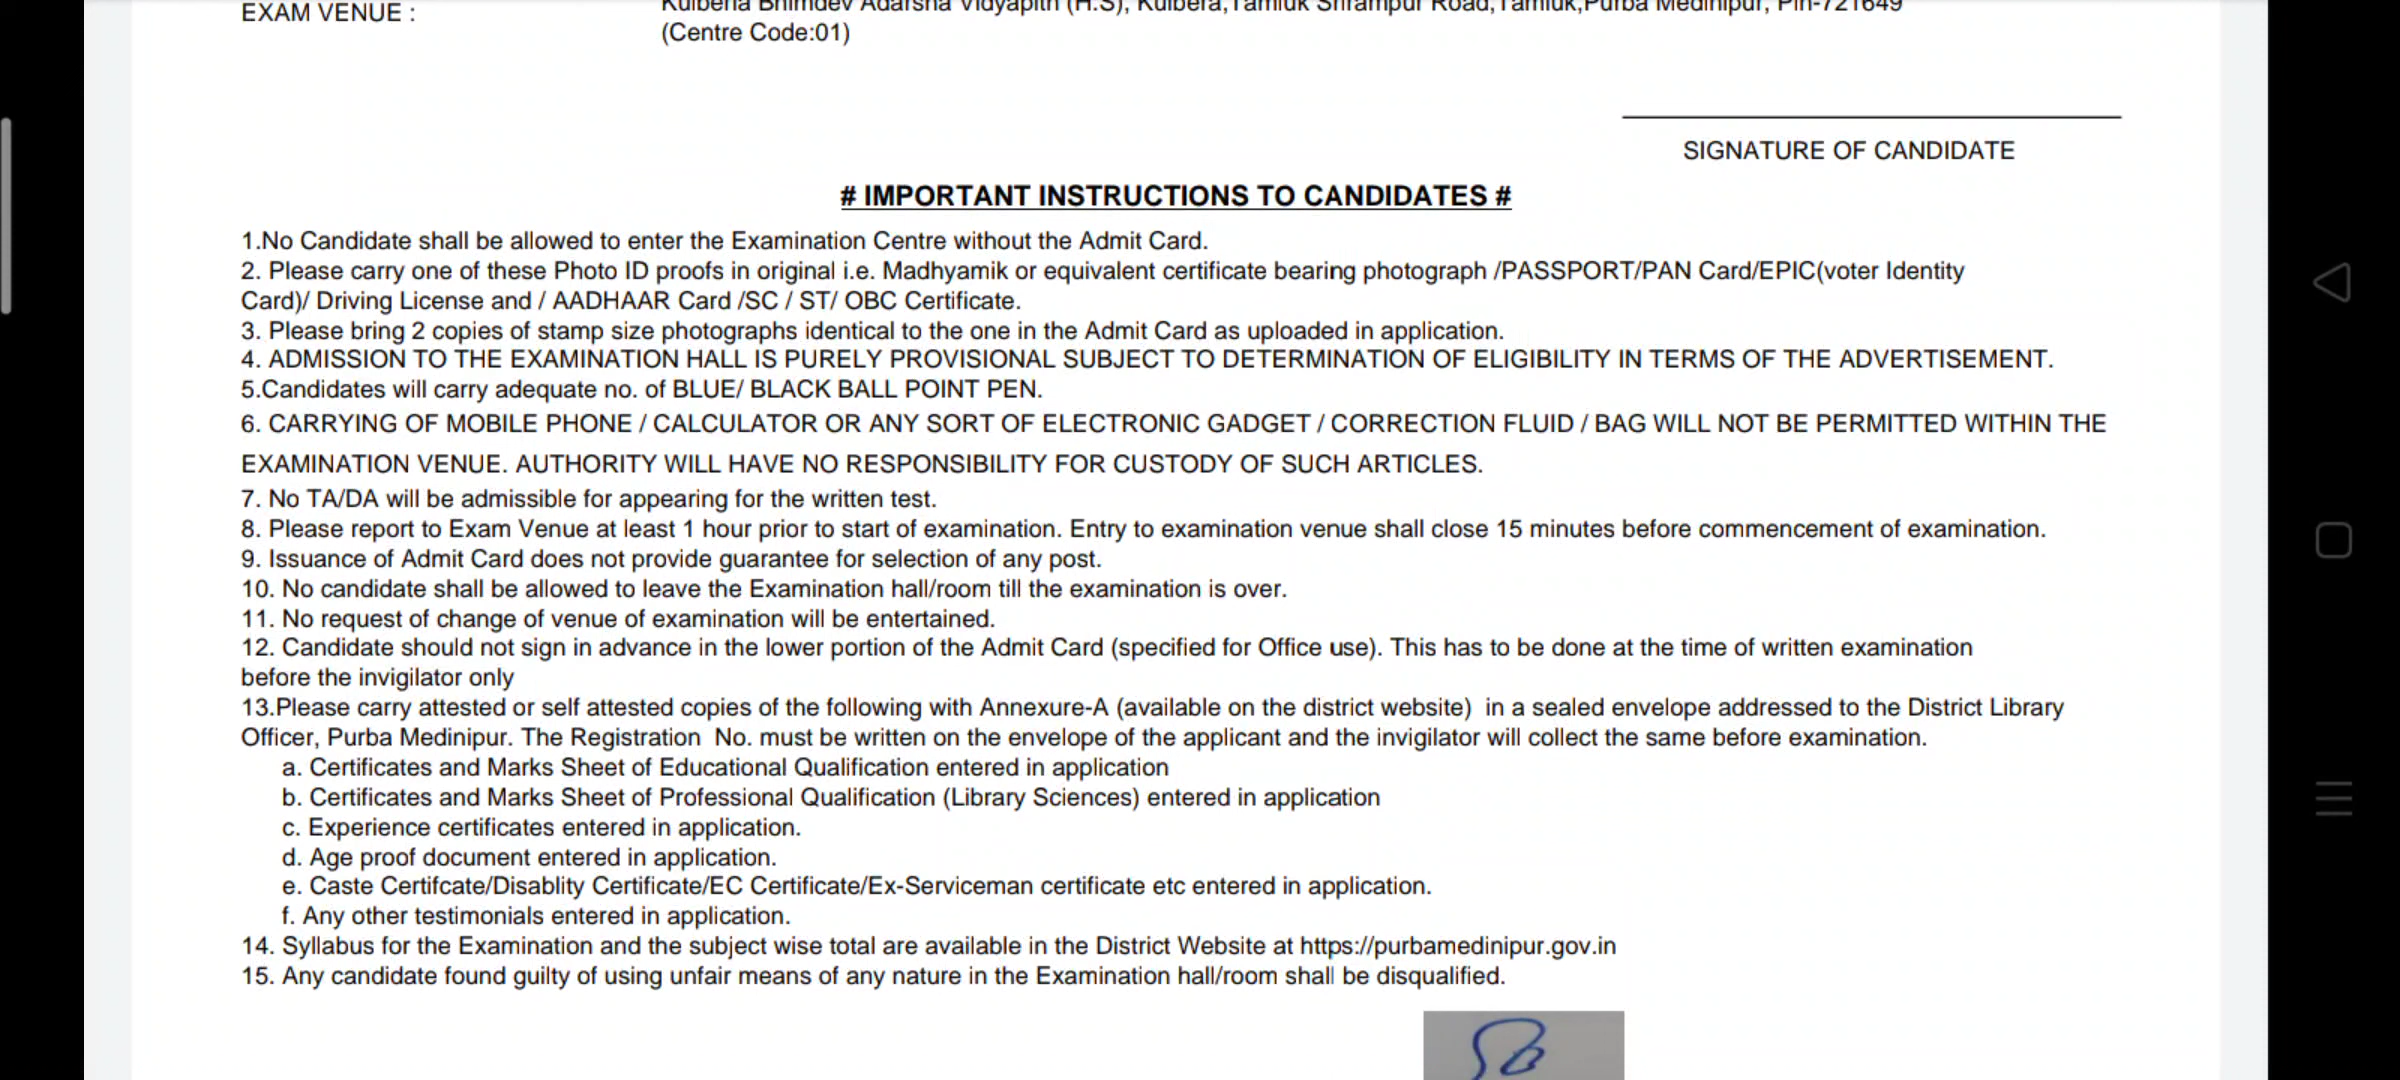 EXAM VENUE :
Kulberia Bhimdev Adarsha Vidyapith (H.S), Kulbera,Tamluk Shrampur Road,Tamluk,Purba Medinipur, Pin-721649
(Centre Code:01)
SIGNATURE OF CANDIDATE
# IMPORTANT INSTRUCTIONS TO CANDIDATES #
1.No Candidate shall be allowed to enter the Examination Centre without the Admit Card.
2. Please carry one of these Photo ID proofs in original i.e. Madhyamik or equivalent certificate bearing photograph /PASSPORT/PAN Card/EPIC(voter Identity
Card)/ Driving License and / AADHAAR Card /SC / ST/ OBC Certificate.
3. Please bring 2 copies of stamp size photographs identical to the one in the Admit Card as uploaded in application.
4. ADMISSION TO THE EXAMINATION HALL IS PURELY PROVISIONAL SUBJECT TO DETERMINATION OF ELIGIBILITY IN TERMS OF THE ADVERTISEMENT.
5.Candidates will carry adequate no. of BLUE/ BLACK BALL POINT PEN.
6. CARRYING OF MOBILE PHONE / CALCULATOR OR ANY SORT OF ELECTRONIC GADGET / CORRECTION FLUID / BAG WILL NOT BE PERMITTED WITHIN THE
EXAMINATION VENUE. AUTHORITY WILL HAVE NO RESPONSIBILITY FOR CUSTODY OF SUCH ARTICLES.
7. No TA/DA will be admissible for appearing for the written test.
8. Please report to Exam Venue at least 1 hour prior to start of examination. Entry to examination venue shall close 15 minutes before commencement of examination.
9. Issuance of Admit Card does not provide guarantee for selection of any post.
10. No candidate shall be allowed to leave the Examination hall/room till the examination is over.
11. No request of change of venue of examination will be entertained.
12. Candidate should not sign in advance in the lower portion of the Admit Card (specified for Office use). This has to be done at the time of written examination
before the invigilator only
13.Please carry attested or self attested copies of the following with Annexure-A (available on the district website)  in a sealed envelope addressed to the District Library
Officer, Purba Medinipur. The Registration  No. must be written on the envelope of the applicant and the invigilator will collect the same before examination.
a. Certificates and Marks Sheet of Educational Qualification entered in application
b. Certificates and Marks Sheet of Professional Qualification (Library Sciences) entered in application
c. Experience certificates entered in application.
d. Age proof document entered in application.
e. Caste Certifcate/Disablity Certificate/EC Certificate/Ex-Serviceman certificate etc entered in application.
f. Any other testimonials entered in application.
14. Syllabus for the Examination and the subject wise total are available in the District Website at https://purbamedinipur.gov.in
15. Any candidate found guilty of using unfair means of any nature in the Examination hall/room shall be disqualified.